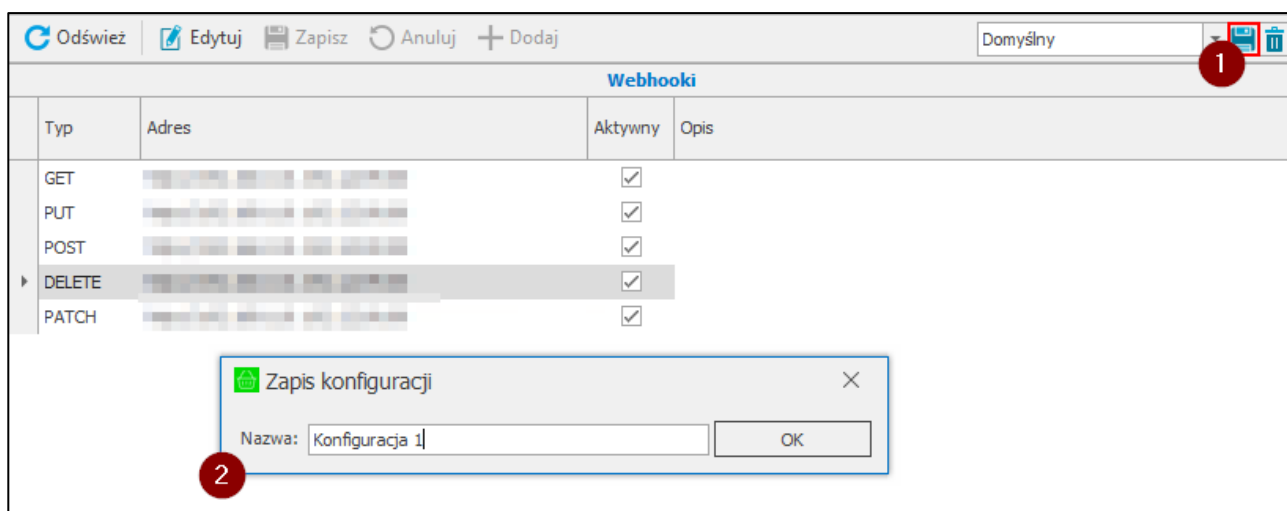 Odśwież Edytuj Zapisz Anuluj Dodaj Domyślny
1
Webhooki
Typ Adres Aktywny Opis
GET
PUT
POST
DELETE
PATCH
Zapis konfiguracji
Nazwa: Konfiguracja 1 OK
2